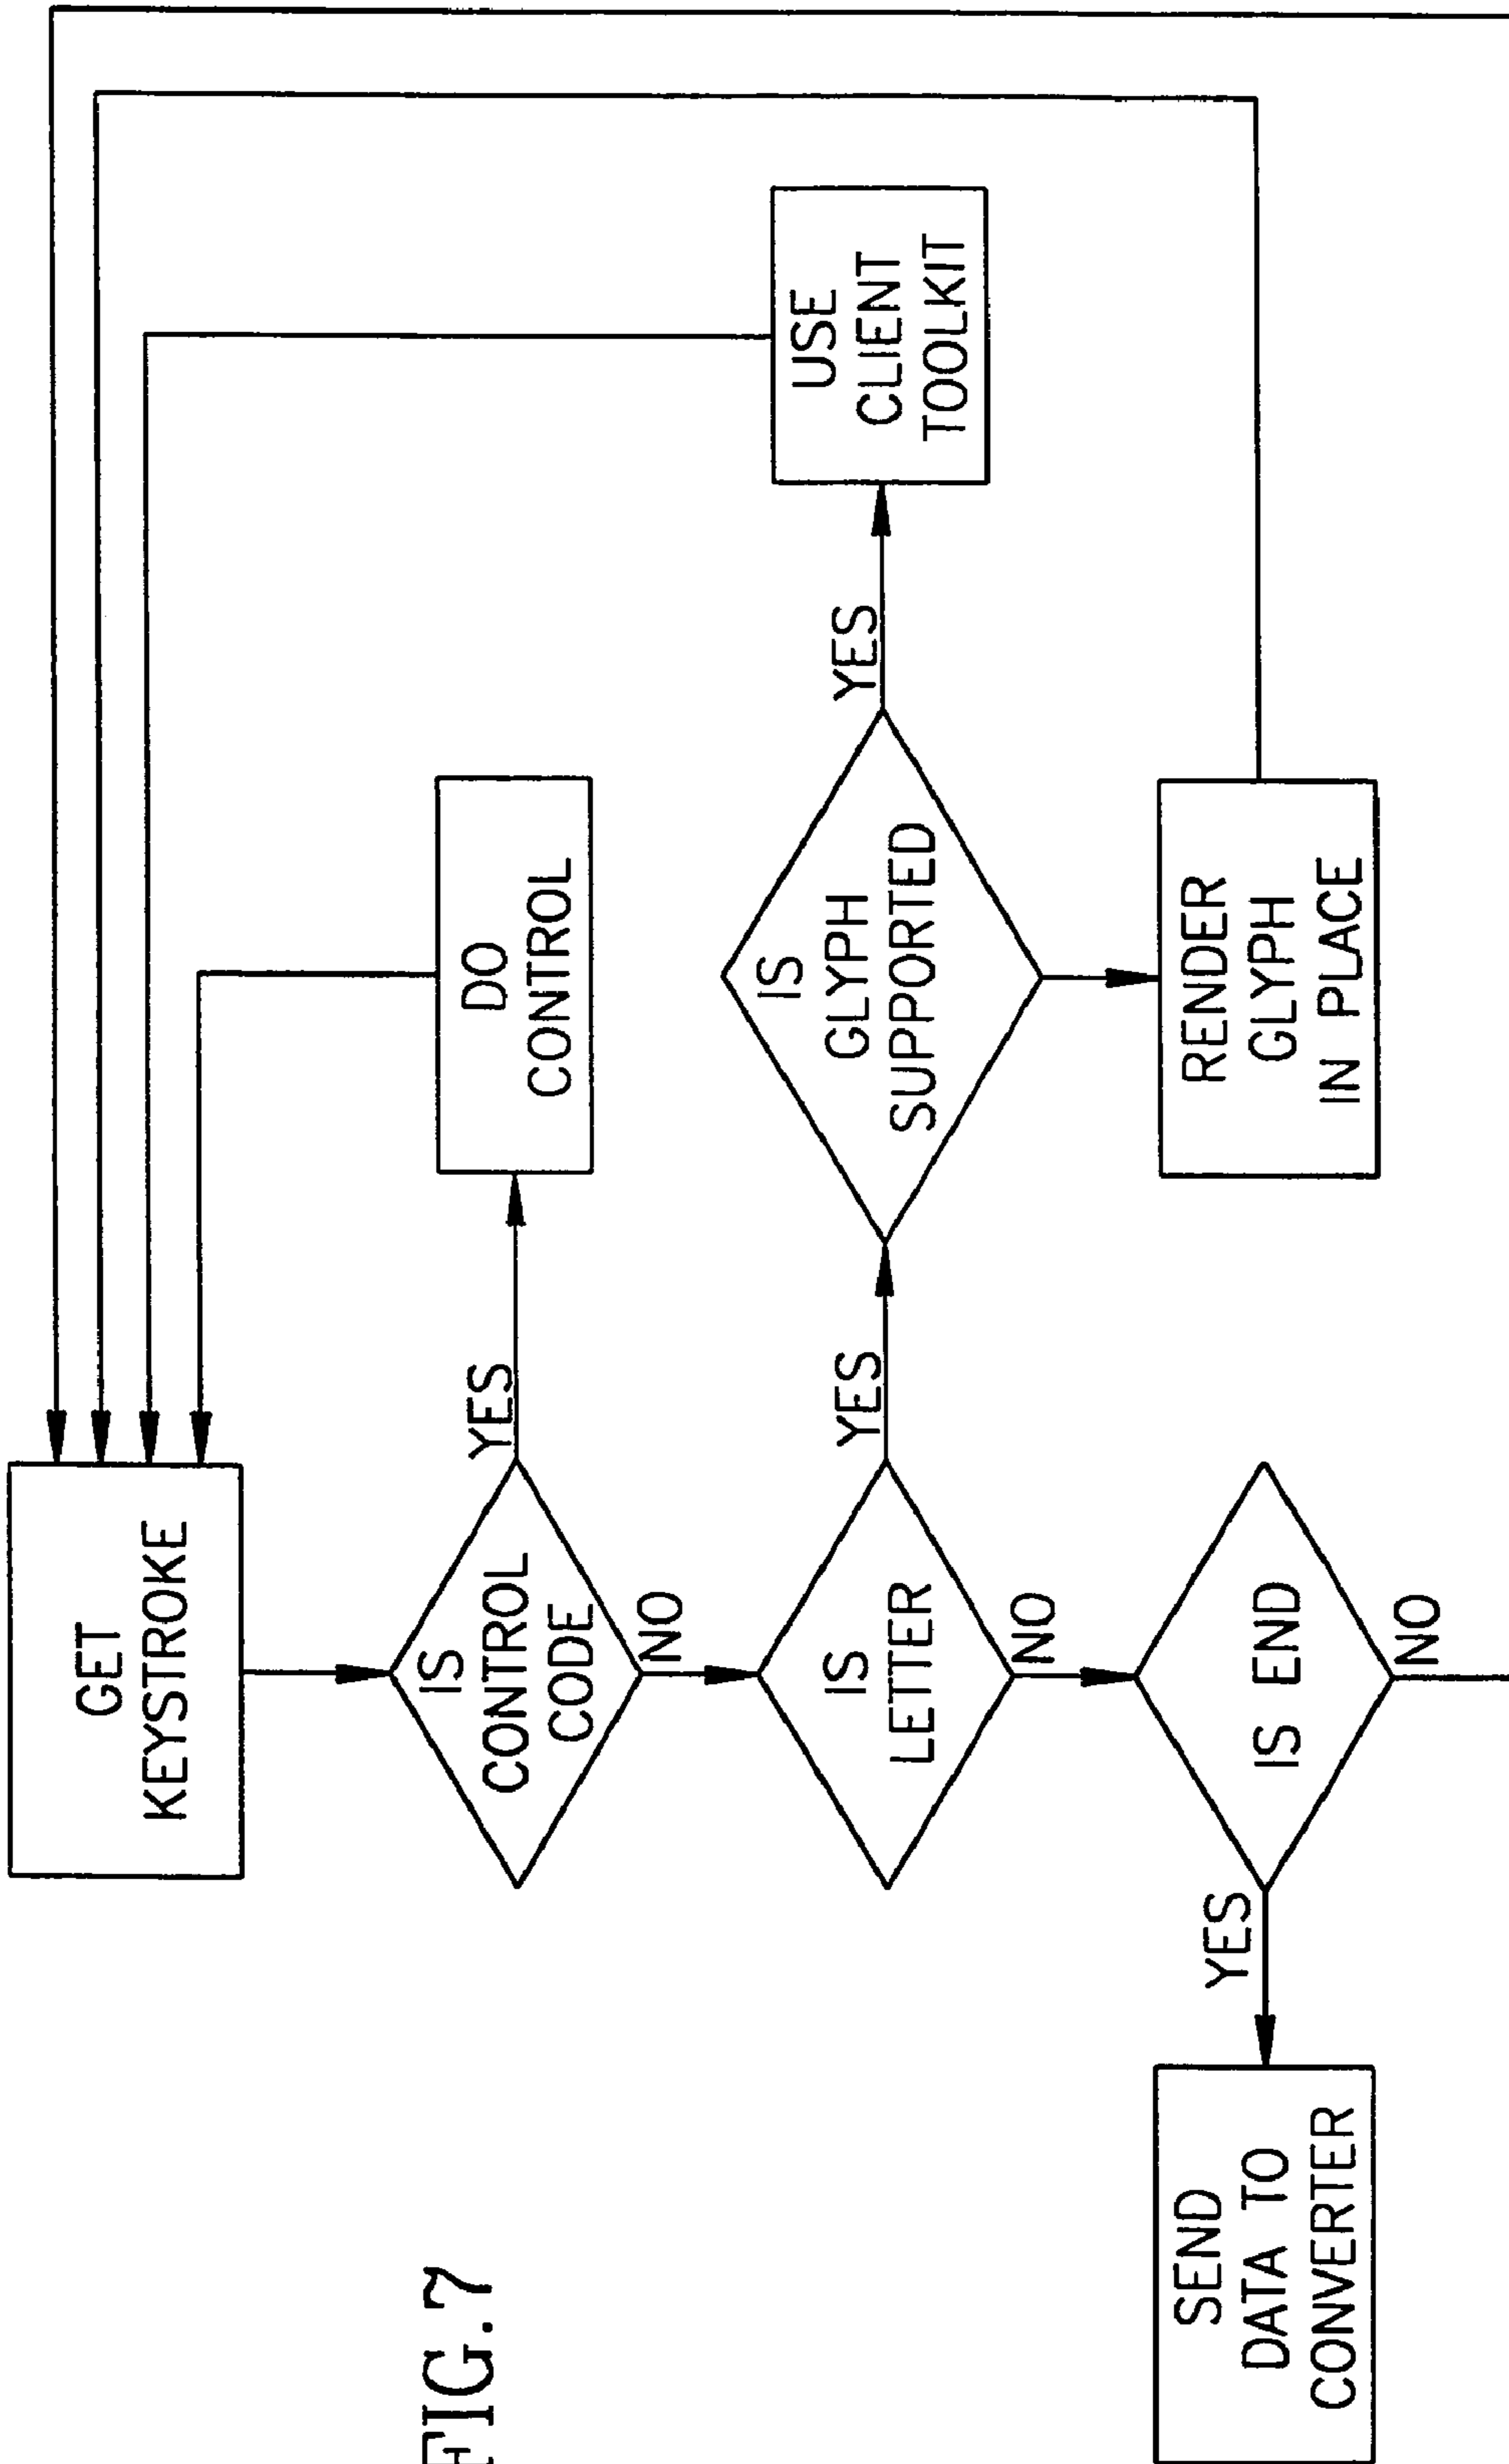 GET
KEYSTROKE
IS
CONTROL
CODE
YES
DO
CONTROL
NO
IS
LETTER
YES
IS
GLYPH
SUPPORTED
YES
USE
CLIENT
TOOLKIT
RENDER
GLYPH
IN PLACE
NO
IS END
YES
SEND
DATA TO
CONVERTER
NO
FIG.7